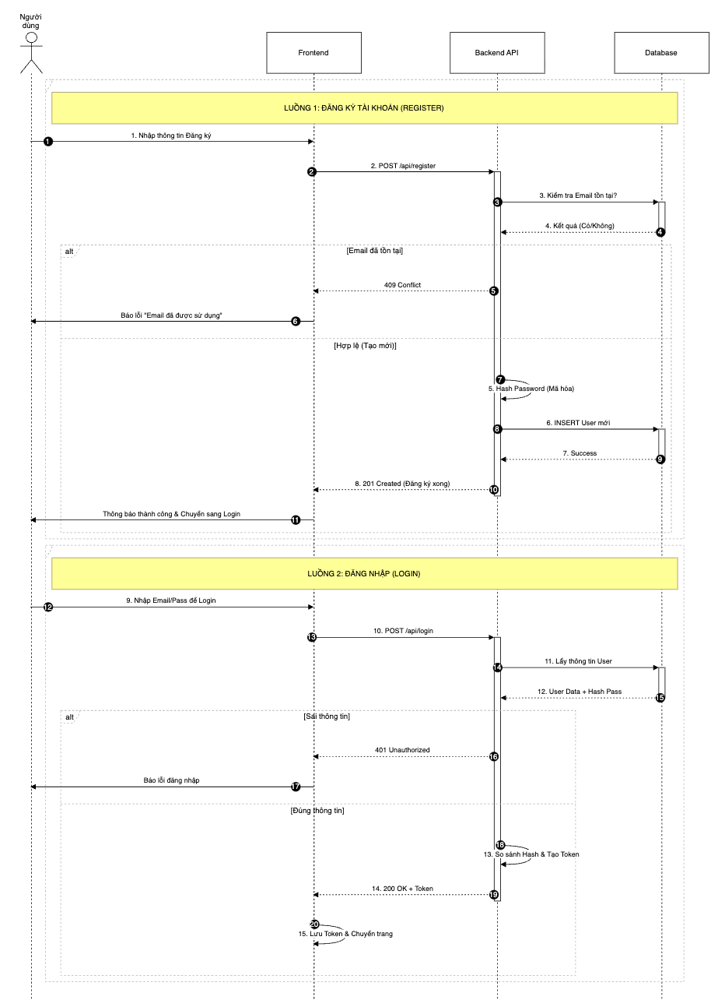 Người
dùng
Frontend
Backend API
Database
LUỒNG 1: ĐĂNG KÝ TÀI KHOẢN (REGISTER)
1. Nhập thông tin Đăng ký
1
2. POST /api/register
2
3. Kiểm tra Email tồn tại?
3
4. Kết quả (Có/Không)
4
alt
[Email đã tồn tại]
409 Conflict
5
Báo lỗi "Email đã được sử dụng"
6
[Hợp lệ (Tạo mới)]
7
5. Hash Password (Mã hóa)
6. INSERT User mới
8
7. Success
9
8. 201 Created (Đăng ký xong)
10
Thông báo thành công & Chuyển sang Login
11
LUỒNG 2: ĐĂNG NHẬP (LOGIN)
9. Nhập Email/Pass để Login
12
10. POST /api/login
13
11. Lấy thông tin User
14
12. User Data + Hash Pass
15
alt
[Sai thông tin]
401 Unauthorized
16
Báo lỗi đăng nhập
17
[Đúng thông tin]
18
13. So sánh Hash & Tạo Token
14. 200 OK + Token
19
20
15. Lưu Token & Chuyển trang